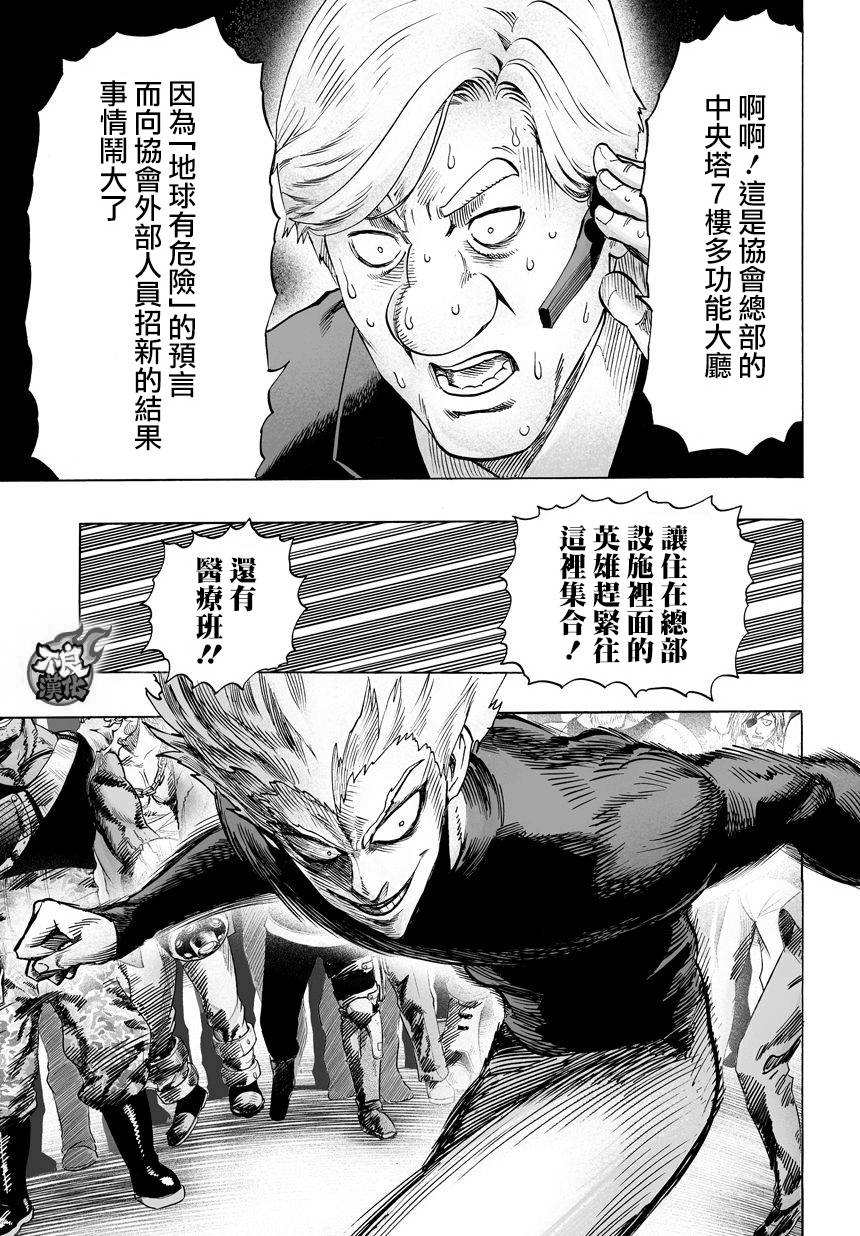 啊啊！這是協會總部的
中央塔7樓多功能大廳
因為「地球有危險」的預言
而向協會外部人員招新的結果
事情鬧大了
讓住在總部
設施裡面的
英雄趕緊往
這裡集合！
還有
醫療班!!
狼
漢化